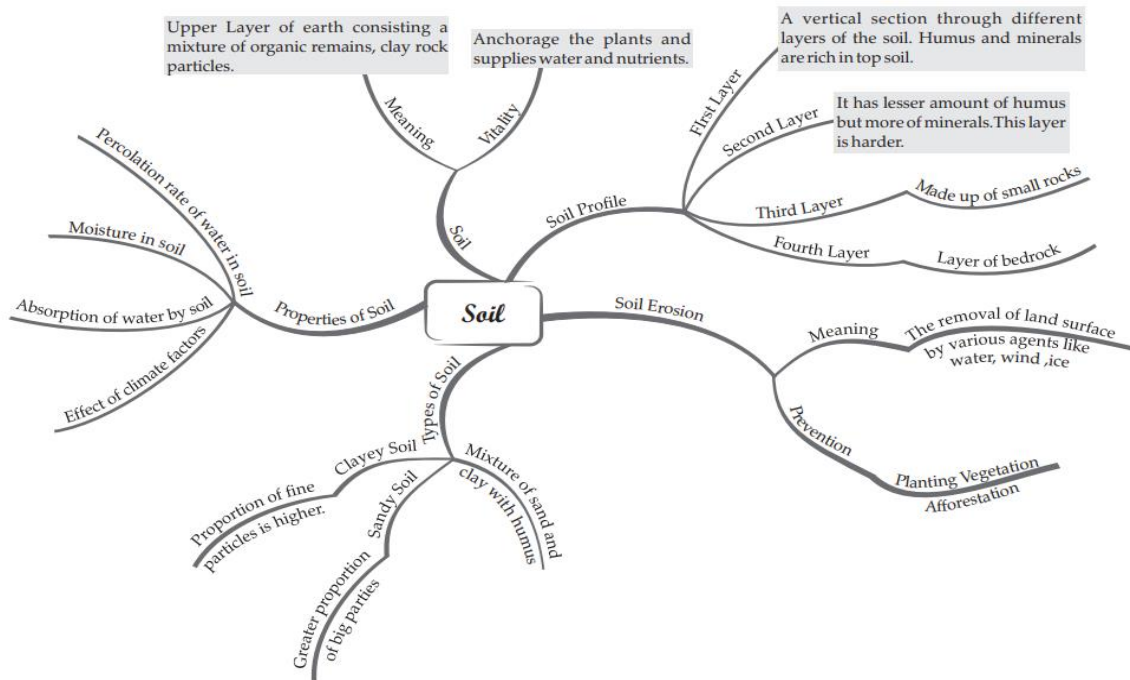 Upper Layer of earth consisting a
mixture of organic remains, clay rock
particles.
Anchorage the plants and
supplies water and nutrients.
A vertical section through different
layers of the soil. Humus and minerals
are rich in top soil.
It has lesser amount of humus
but more of minerals.This layer
is harder.
Meaning
Vitality
Soil
FIrst Layer
Second Layer
Third Layer
Made up of small rocks
Fourth Layer
Layer of bedrock
Soil Profile
Percolation rate of water in soil
Moisture in soil
Absorption of water by soil
Effect of climate factors
Properties of Soil
Soil
Soil Erosion
Meaning
The removal of land surface
by various agents like
water, wind ,ice
Prevention
Planting Vegetation
Afforestation
Types of Soil
Clayey Soil
Proportion of fine
particles is higher.
Sandy Soil
Greater proportion
of big parties
Mixture of sand and
clay with humus